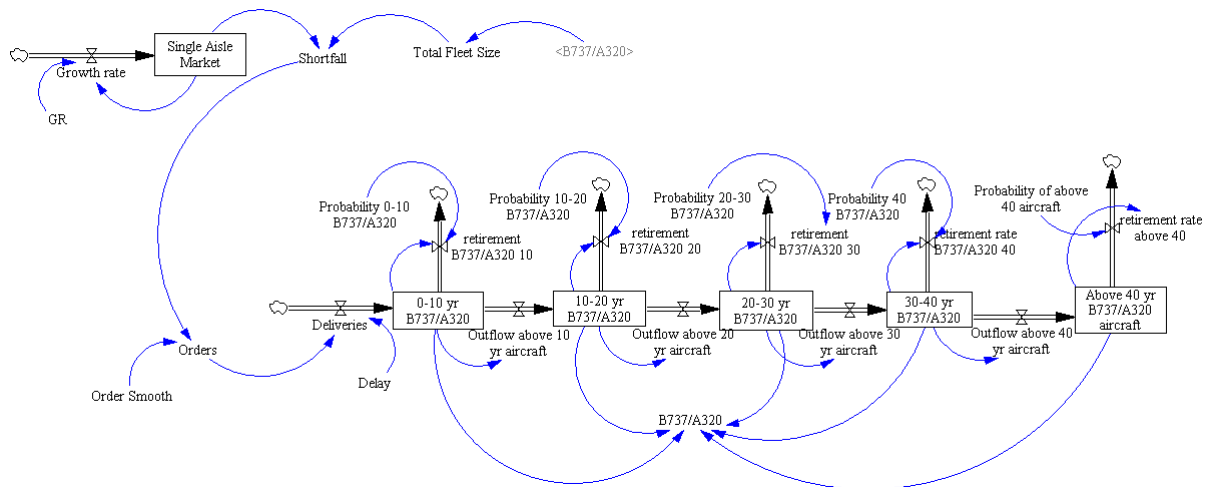 Single Aisle
Market
Growth rate
GR
Shortfall
Total Fleet Size
<B737/A320>
Probability 0-10
B737/A320
retirement
B737/A320 10
Probability 10-20
B737/A320
retirement
B737/A320 20
Probability 20-30
B737/A320
retirement
B737/A320 30
Probability 40
B737/A320
retirement rate
B737/A320 40
Probability of above
40 aircraft
retirement rate
above 40
Deliveries
0-10 yr
B737/A320
Outflow above 10
yr aircraft
10-20 yr
B737/A320
Outflow above 20
yr aircraft
20-30 yr
B737/A320
Outflow above 30
yr aircraft
30-40 yr
B737/A320
Outflow above 40
yr aircraft
Above 40 yr
B737/A320
aircraft
Orders
Order Smooth
Delay
B737/A320